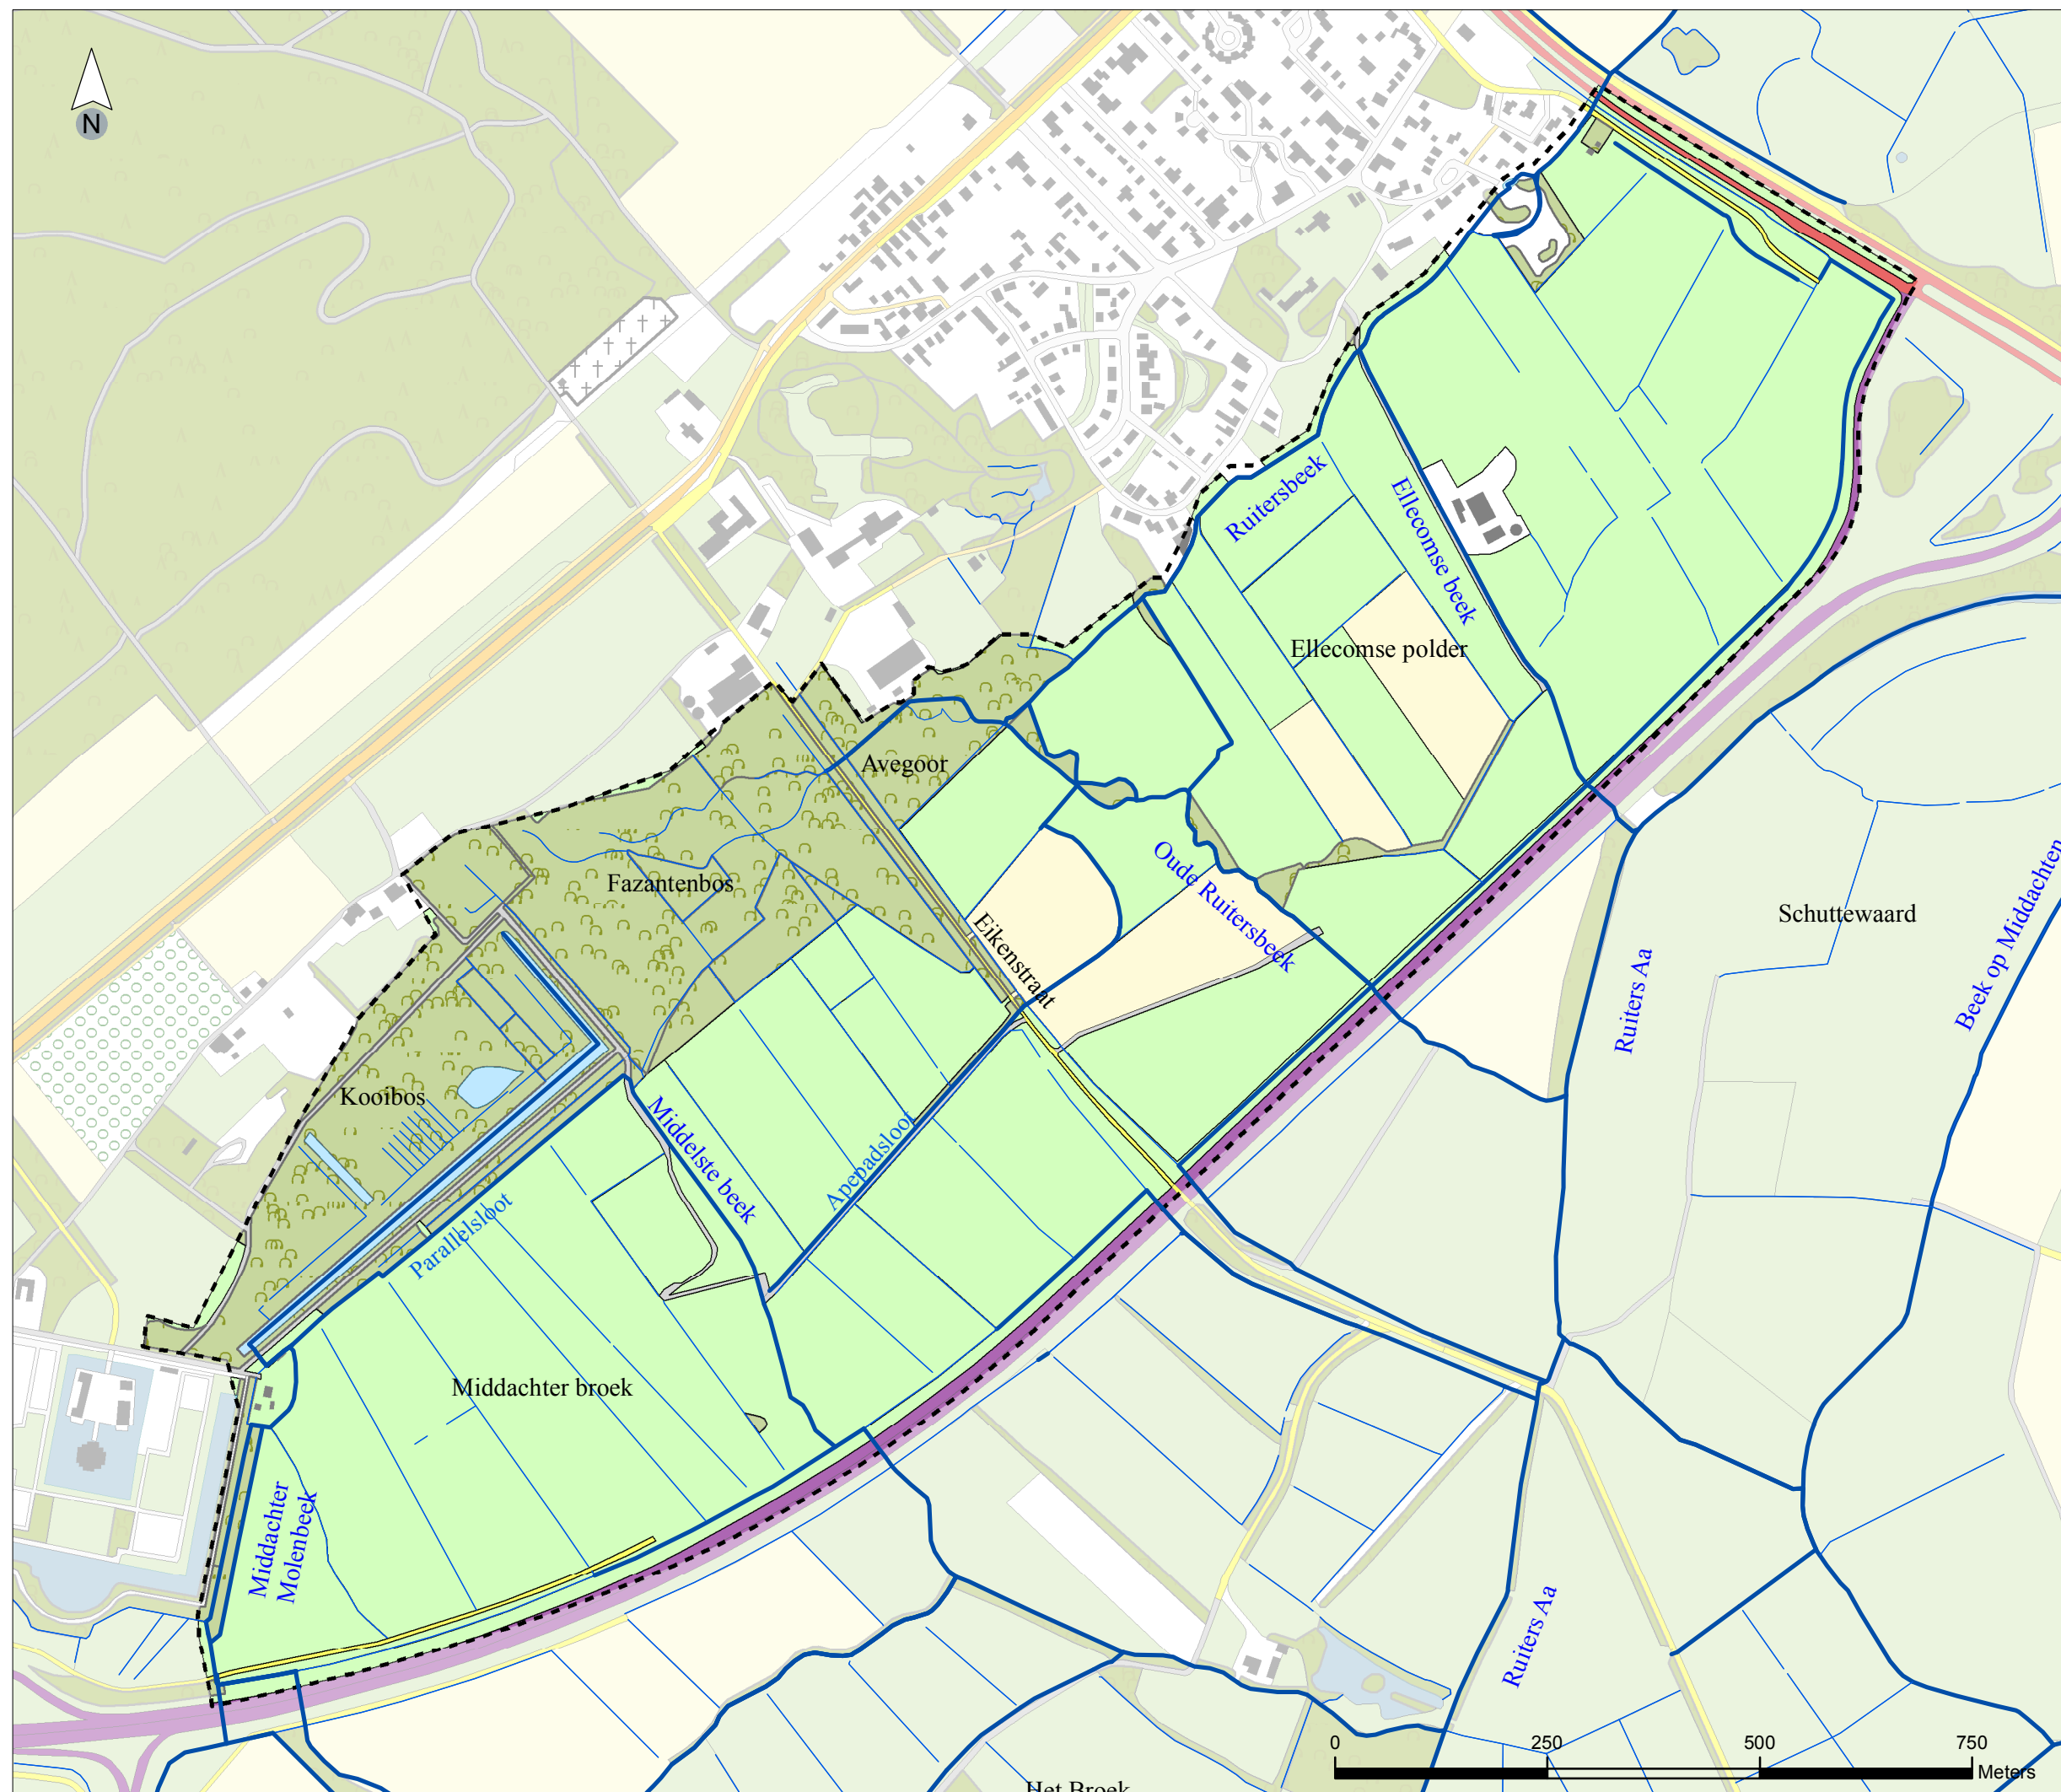 N
Ruitersbeek
Ellecomse beek
Ellecomse polder
Avegoor
Fazantenbos
Oude Ruitersbeek
Eikenstraat
Schuttewaard
Ruiters Aa
Beek op Middachten
Kooibos
Middelste beek
Apepadsloot
Parallelsloot
Middachter broek
Middachter
Molenbeek
Ruiters Aa
0 250 500 750
Meters
Het Broek